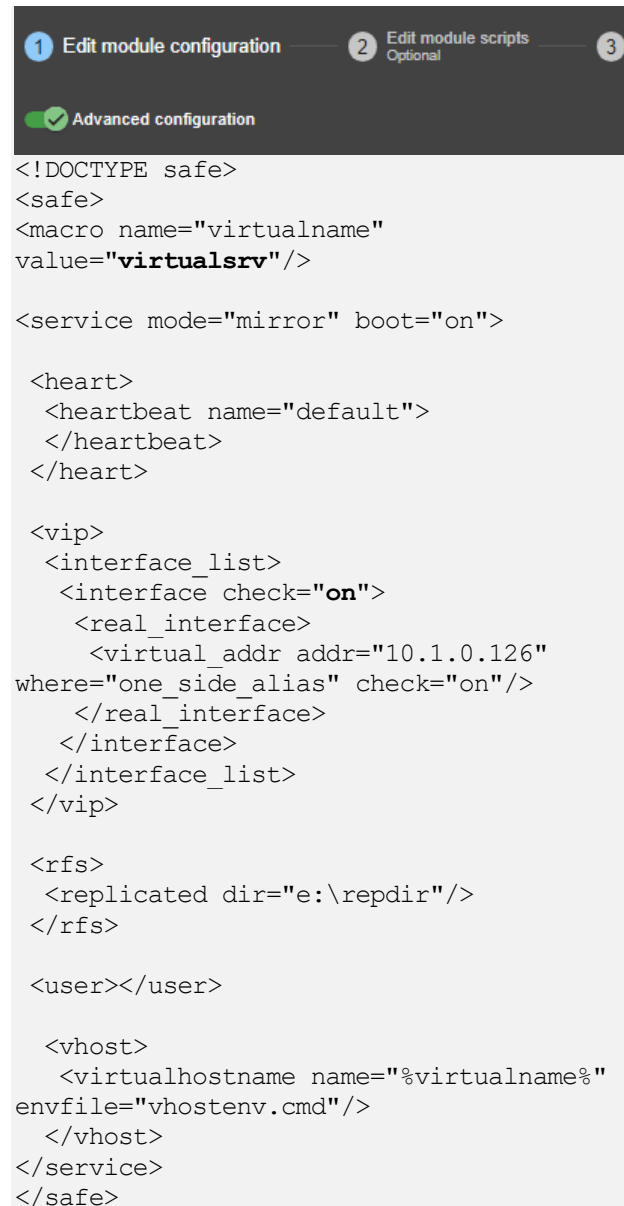 1 Edit module configuration 2 Edit module scripts 3
Optional
Advanced configuration
<!DOCTYPE safe>
<safe>
<macro name="virtualname"
value="virtualsrv"/>

<service mode="mirror" boot="on">

 <heart>
  <heartbeat name="default">
  </heartbeat>
 </heart>

 <vip>
  <interface_list>
   <interface check="on">
    <real_interface>
     <virtual_addr addr="10.1.0.126"
where="one_side_alias" check="on"/>
    </real_interface>
   </interface>
  </interface_list>
 </vip>

 <rfs>
  <replicated dir="e:\repdir"/>
 </rfs>

 <user></user>

  <vhost>
   <virtualhostname name="%virtualname%"
envfile="vhostenv.cmd"/>
  </vhost>
</service>
</safe>